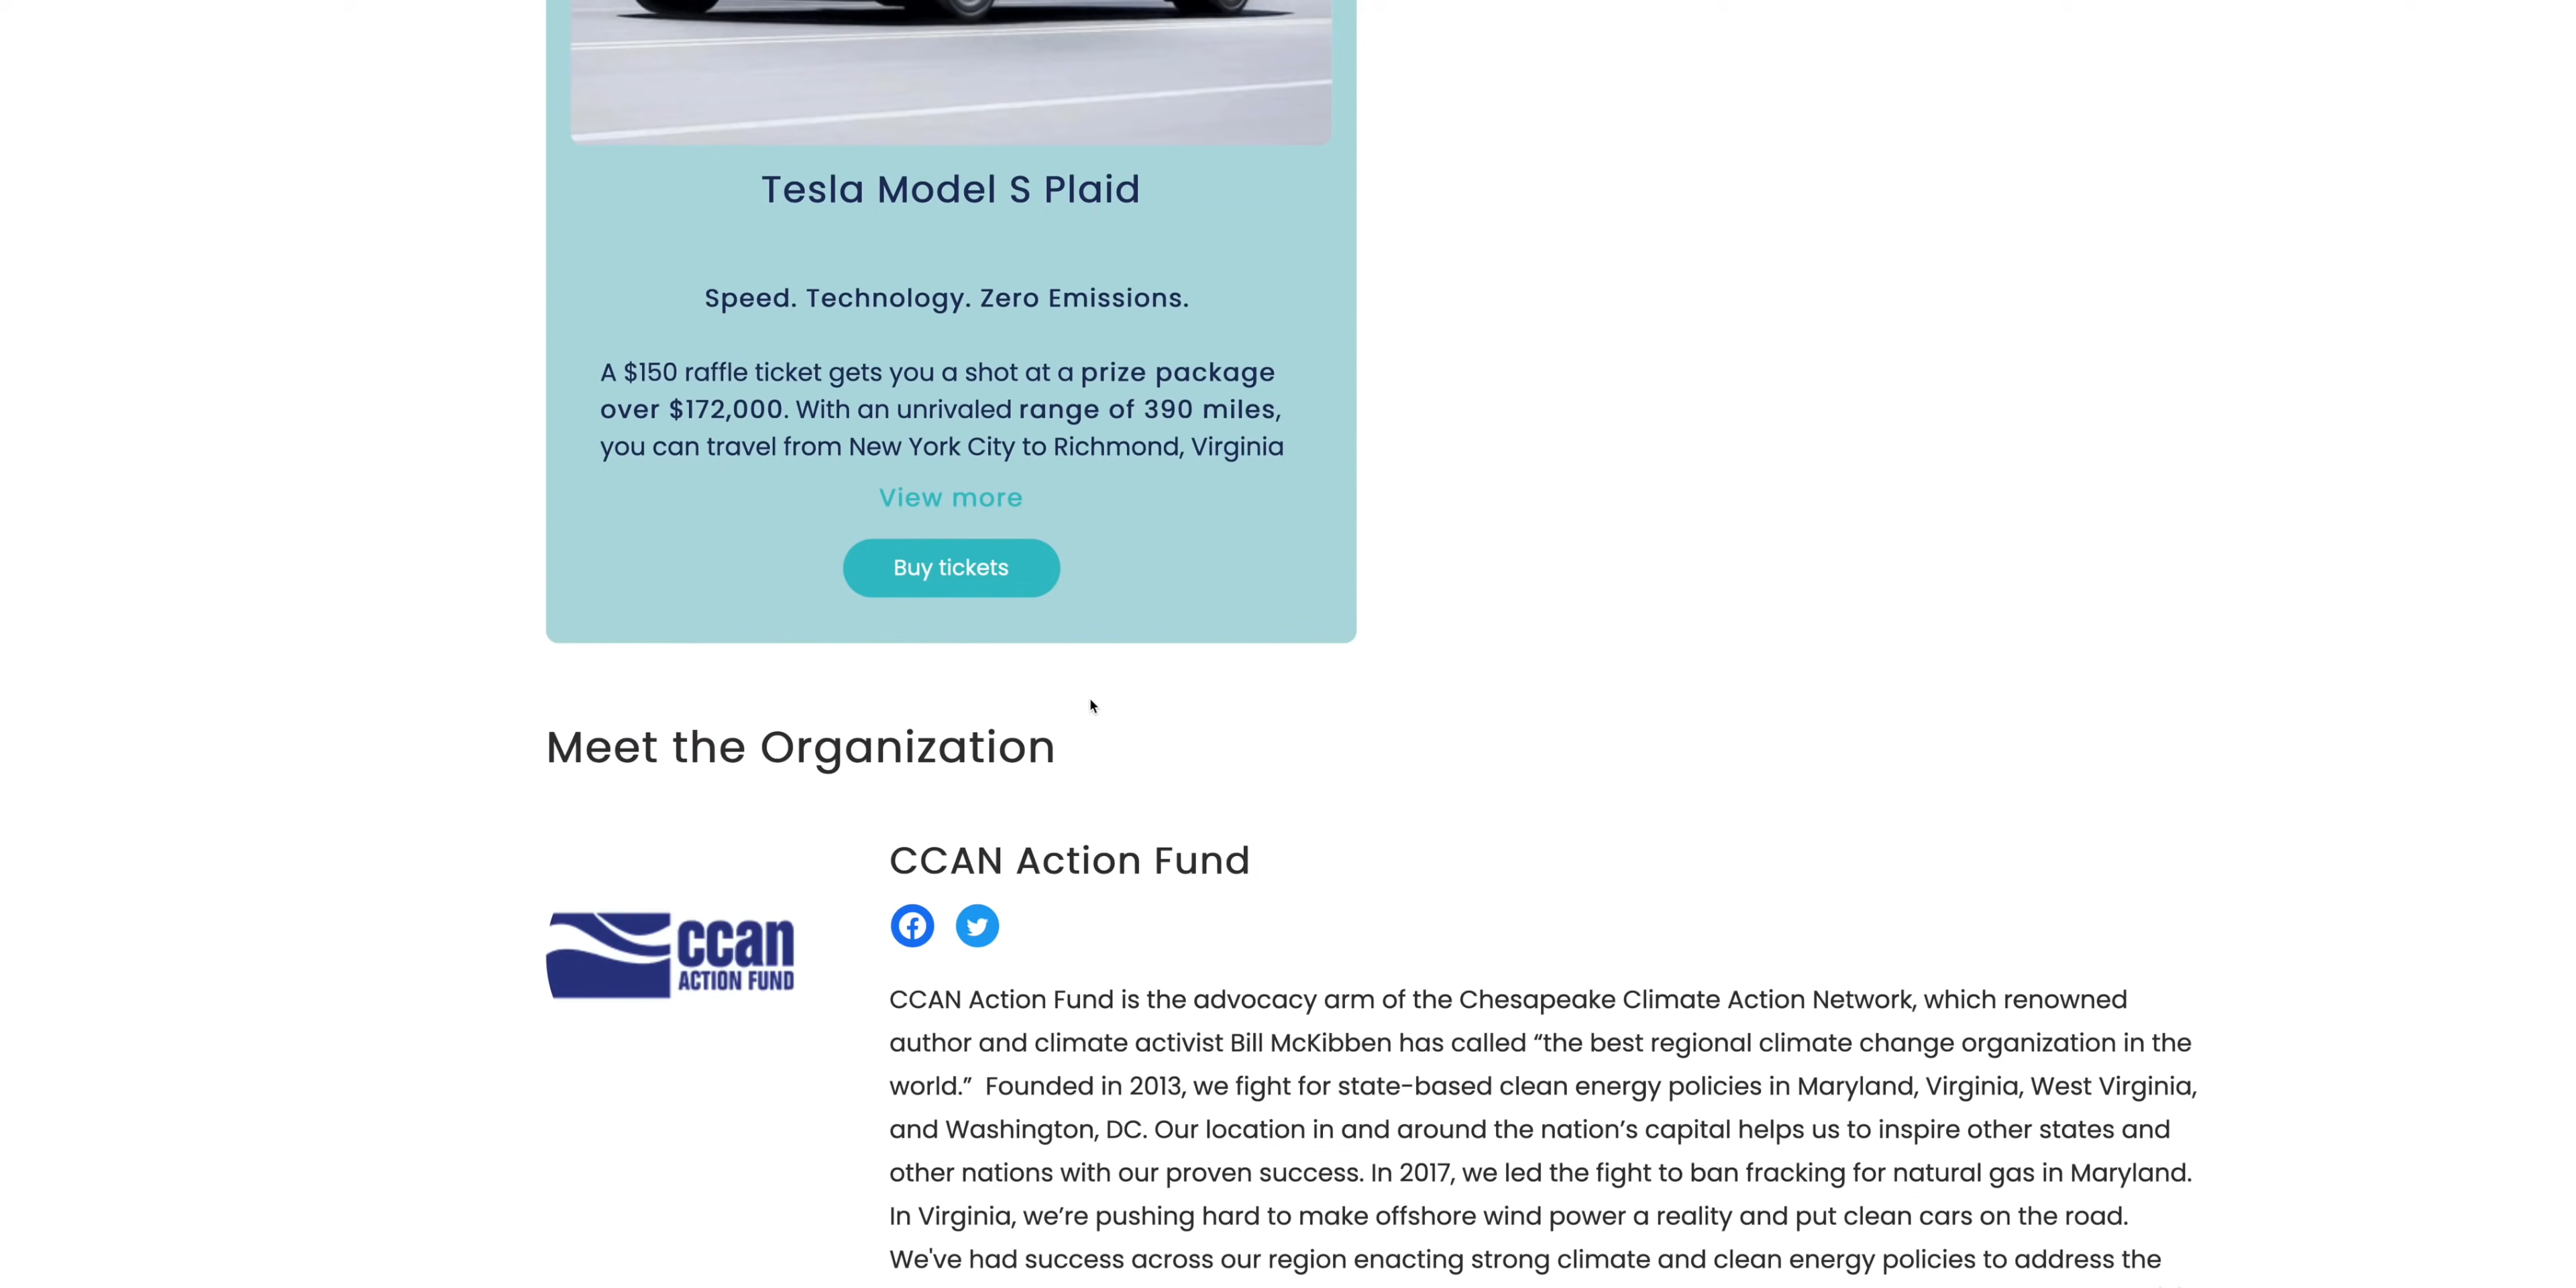 Tesla Model S Plaid
Speed. Technology. Zero Emissions.
A $150 raffle ticket gets you a shot at a prize package
over $172,000. With an unrivaled range of 390 miles,
you can travel from New York City to Richmond, Virginia
View more
Buy tickets
Meet the Organization
CCAN Action Fund
ccan
ACTION FUND
CCAN Action Fund is the advocacy arm of the Chesapeake Climate Action Network, which renowned
author and climate activist Bill McKibben has called “the best regional climate change organization in the
world.”  Founded in 2013, we fight for state-based clean energy policies in Maryland, Virginia, West Virginia,
and Washington, DC. Our location in and around the nation’s capital helps us to inspire other states and
other nations with our proven success. In 2017, we led the fight to ban fracking for natural gas in Maryland.
In Virginia, we’re pushing hard to make offshore wind power a reality and put clean cars on the road.
We've had success across our region enacting strong climate and clean energy policies to address the